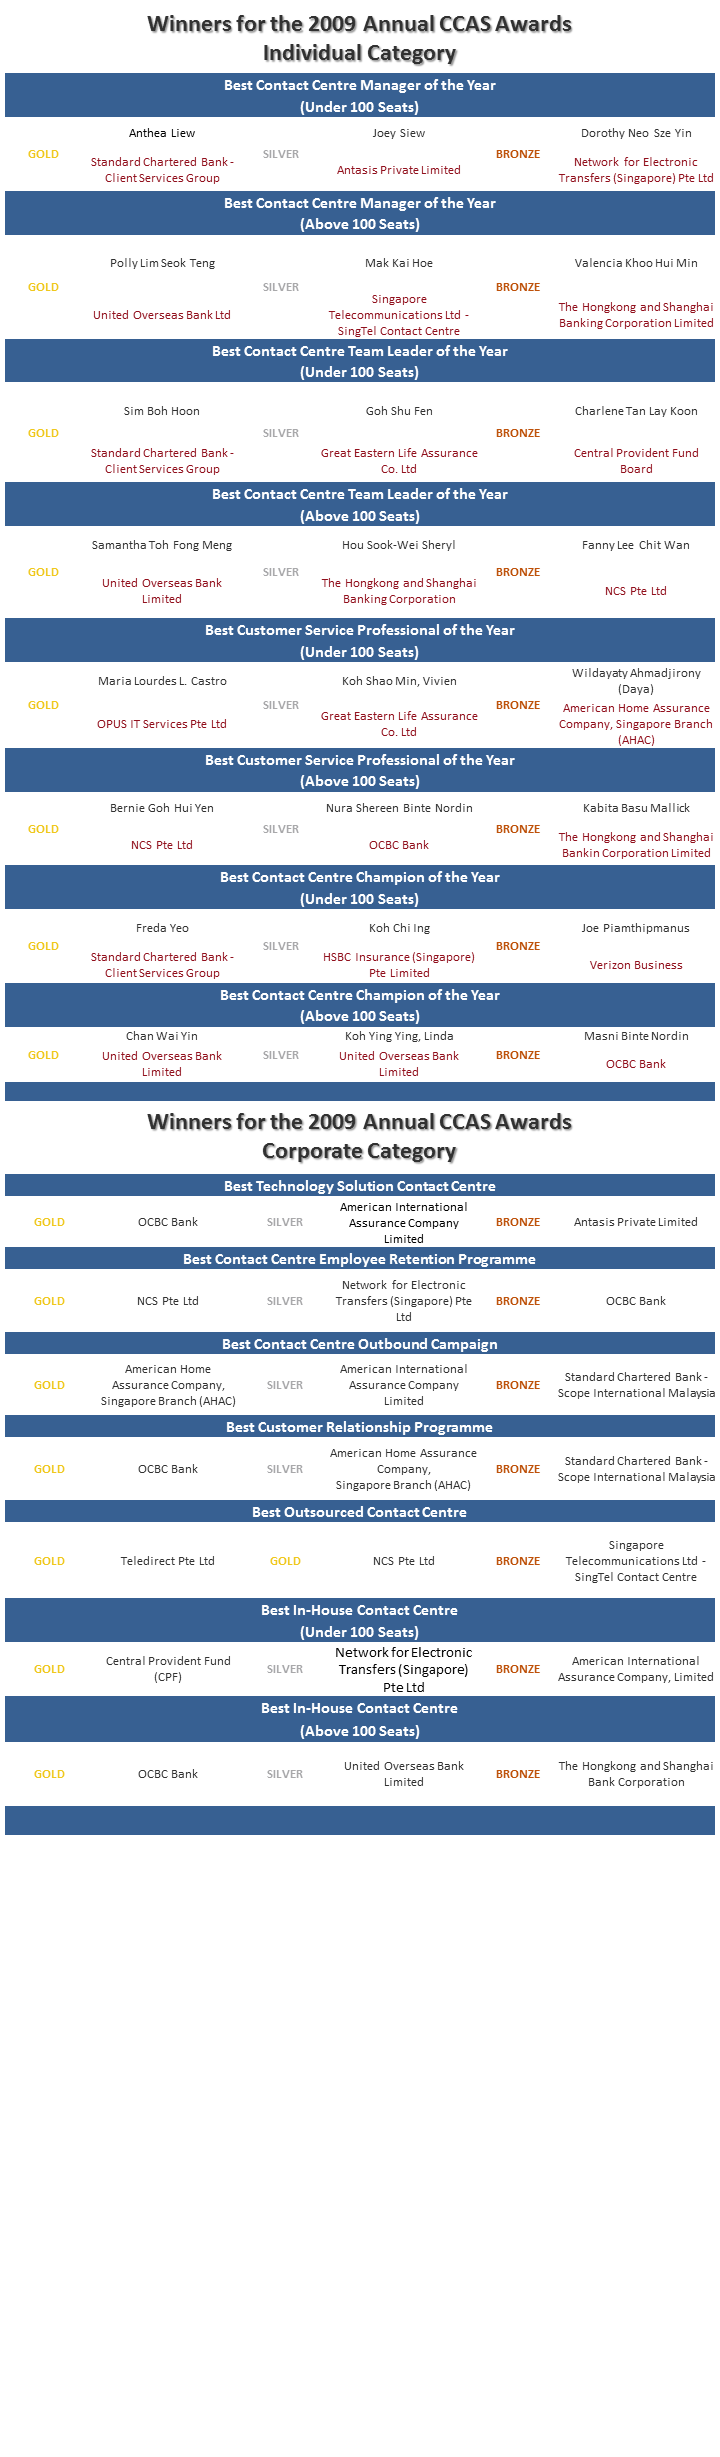 Winners for the 2009 Annual CCAS Awards
Individual Category
Best Contact Centre Manager of the Year
(Under 100 Seats)
GOLD
Anthea Liew
Standard Chartered Bank -
Client Services Group
SILVER
Joey Siew
Antasis Private Limited
BRONZE
Dorothy Neo Sze Yin
Network for Electronic
Transfers (Singapore) Pte Ltd
Best Contact Centre Manager of the Year
(Above 100 Seats)
GOLD
Polly Lim Seok Teng
United Overseas Bank Ltd
SILVER
Mak Kai Hoe
Singapore
Telecommunications Ltd -
SingTel Contact Centre
BRONZE
Valencia Khoo Hui Min
The Hongkong and Shanghai
Banking Corporation Limited
Best Contact Centre Team Leader of the Year
(Under 100 Seats)
GOLD
Sim Boh Hoon
Standard Chartered Bank -
Client Services Group
SILVER
Goh Shu Fen
Great Eastern Life Assurance
Co. Ltd
BRONZE
Charlene Tan Lay Koon
Central Provident Fund
Board
Best Contact Centre Team Leader of the Year
(Above 100 Seats)
GOLD
Samantha Toh Fong Meng
United Overseas Bank
Limited
SILVER
Hou Sook-Wei Sheryl
The Hongkong and Shanghai
Banking Corporation
BRONZE
Fanny Lee Chit Wan
NCS Pte Ltd
Best Customer Service Professional of the Year
(Under 100 Seats)
GOLD
Maria Lourdes L. Castro
OPUS IT Services Pte Ltd
SILVER
Koh Shao Min, Vivien
Great Eastern Life Assurance
Co. Ltd
BRONZE
Wildayaty Ahmadjirony
(Daya)
American Home Assurance
Company, Singapore Branch
(AHAC)
Best Customer Service Professional of the Year
(Above 100 Seats)
GOLD
Bernie Goh Hui Yen
NCS Pte Ltd
SILVER
Nura Shereen Binte Nordin
OCBC Bank
BRONZE
Kabita Basu Mallick
The Hongkong and Shanghai
Bankin Corporation Limited
Best Contact Centre Champion of the Year
(Under 100 Seats)
GOLD
Freda Yeo
Standard Chartered Bank -
Client Services Group
SILVER
Koh Chi Ing
HSBC Insurance (Singapore)
Pte Limited
BRONZE
Joe Piamthipmanus
Verizon Business
Best Contact Centre Champion of the Year
(Above 100 Seats)
GOLD
Chan Wai Yin
United Overseas Bank
Limited
SILVER
Koh Ying Ying, Linda
United Overseas Bank
Limited
BRONZE
Masni Binte Nordin
OCBC Bank
Winners for the 2009 Annual CCAS Awards
Corporate Category
Best Technology Solution Contact Centre
GOLD
OCBC Bank
SILVER
American International
Assurance Company
Limited
BRONZE
Antasis Private Limited
Best Contact Centre Employee Retention Programme
GOLD
NCS Pte Ltd
SILVER
Network for Electronic
Transfers (Singapore) Pte
Ltd
BRONZE
OCBC Bank
Best Contact Centre Outbound Campaign
GOLD
American Home
Assurance Company,
Singapore Branch (AHAC)
SILVER
American International
Assurance Company
Limited
BRONZE
Standard Chartered Bank -
Scope International Malaysia
Best Customer Relationship Programme
GOLD
OCBC Bank
SILVER
American Home Assurance
Company,
Singapore Branch (AHAC)
BRONZE
Standard Chartered Bank -
Scope International Malaysia
Best Outsourced Contact Centre
GOLD
Teledirect Pte Ltd
GOLD
NCS Pte Ltd
BRONZE
Singapore
Telecommunications Ltd -
SingTel Contact Centre
Best In-House Contact Centre
(Under 100 Seats)
GOLD
Central Provident Fund
(CPF)
SILVER
Network for Electronic
Transfers (Singapore)
Pte Ltd
BRONZE
American International
Assurance Company, Limited
Best In-House Contact Centre
(Above 100 Seats)
GOLD
OCBC Bank
SILVER
United Overseas Bank
Limited
BRONZE
The Hongkong and Shanghai
Bank Corporation